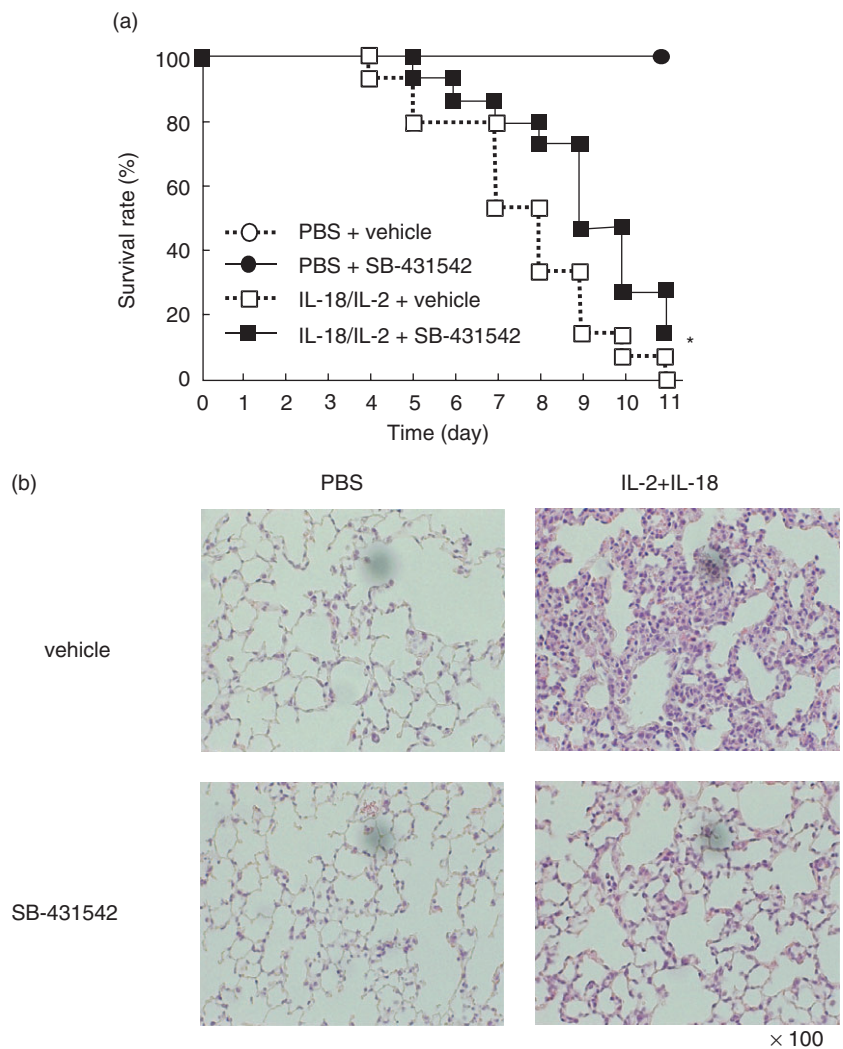 (a)
100
80
60
40
20
0
Survival rate (%)
PBS + vehicle
PBS + SB-431542
IL-18/IL-2 + vehicle
IL-18/IL-2 + SB-431542
*
0 1 2 3 4 5 6 7 8 9 10 11
Time (day)
(b)
PBS IL-2+IL-18
vehicle
SB-431542
× 100